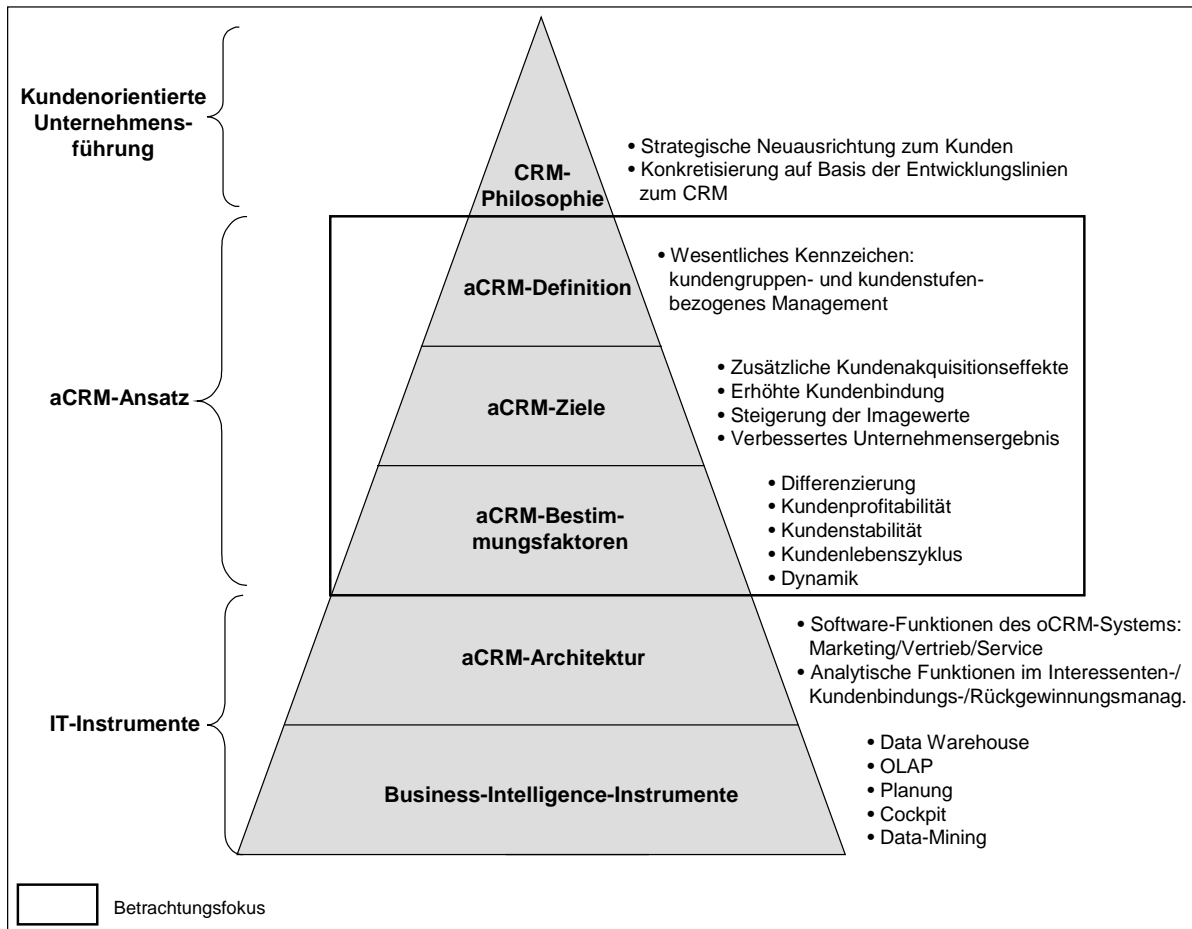 Kundenorientierte
Unternehmens-
führung
CRM-
Philosophie
• Strategische Neuausrichtung zum Kunden
• Konkretisierung auf Basis der Entwicklungslinien
zum CRM
aCRM-Ansatz
aCRM-Definition
• Wesentliches Kennzeichen:
kundengruppen- und kundenstufen-
bezogenes Management
aCRM-Ziele
• Zusätzliche Kundenakquisitionseffekte
• Erhöhte Kundenbindung
• Steigerung der Imagewerte
• Verbessertes Unternehmensergebnis
aCRM-Bestim-
mungsfaktoren
• Differenzierung
• Kundenprofitabilität
• Kundenstabilität
• Kundenlebenszyklus
• Dynamik
IT-Instrumente
aCRM-Architektur
• Software-Funktionen des oCRM-Systems:
Marketing/Vertrieb/Service
• Analytische Funktionen im Interessenten-/
Kundenbindungs-/Rückgewinnungsmanag.
Business-Intelligence-Instrumente
• Data Warehouse
• OLAP
• Planung
• Cockpit
• Data-Mining
Betrachtungsfokus